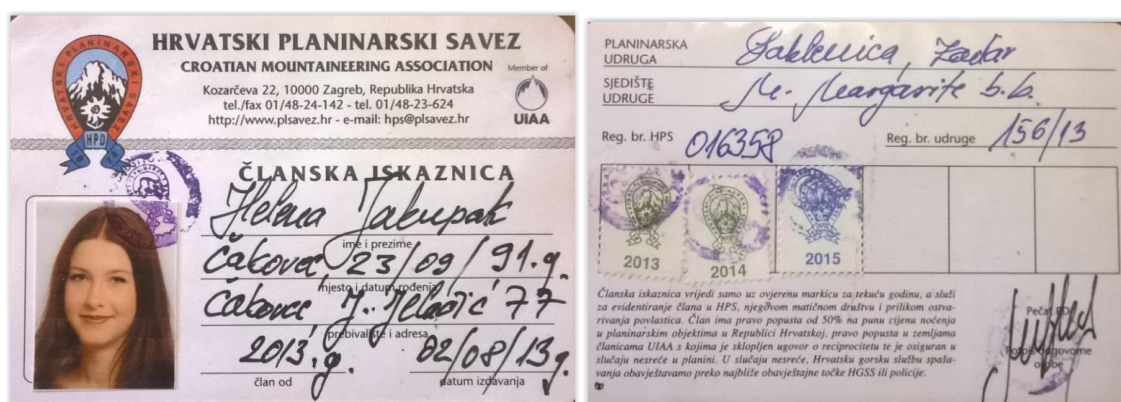 HRVATSKI PLANINARSKI SAVEZ
CROATIAN MOUNTAINEERING ASSOCIATION
Member of
UIAA
Kozarčeva 22, 10000 Zagreb, Republika Hrvatska
tel./fax 01/48-24-142 - tel. 01/48-23-624
http://www.plsavez.hr - e-mail: hps@plsavez.hr
HRVATSKI PLANINARSKI SAVEZ
HPD
ČLANSKA ISKAZNICA
Helena Jakupak
ime i prezime
Čakovec, 23/09/91.g.
mjesto i datum rođenja
Čakovec J. Jelačić 77
prebivalište i adresa
2013.g. 02/08/13g.
član od datum izdavanja
PLANINARSKA
UDRUGA
Paklenica, Zadar
SJEDIŠTE
UDRUGE
M. Margarite b.b.
Reg. br. HPS 016358 Reg. br. udruge 156/13
2013 2014 2015
Članska iskaznica vrijedi samo uz ovjerenu markicu za tekuću godinu, a služi
za evidentiranje člana u HPS, njegovom matičnom društvu i prilikom ostva-
rivanja povlastica. Član ima pravo popusta od 50% na punu cijenu noćenja
u planinarskim objektima u Republici Hrvatskoj, pravo popusta u zemljama
članicama UIAA s kojima je sklopljen ugovor o reciprocitetu te je osiguran u
slučaju nesreće u planini. U slučaju nesreće, Hrvatsku gorsku službu spaša-
vanja obavještavamo preko najbliže obavještajne točke HGSS ili policije.
Pečat PD
Potpis odgovorne
osobe